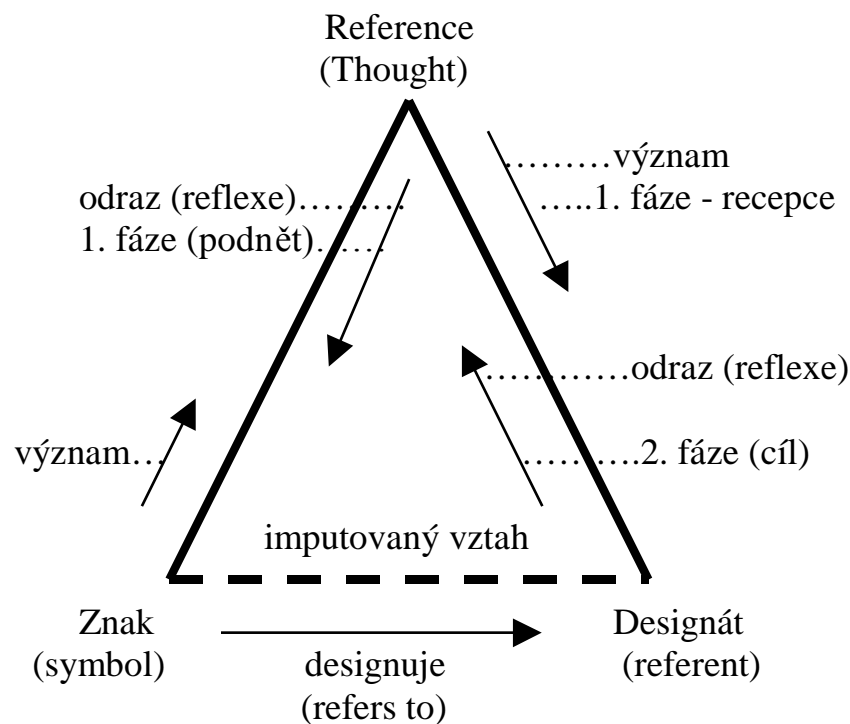 Reference
(Thought)
………význam
odraz (reflexe)………
…..1. fáze - recepce
1. fáze (podnět)……
…………odraz (reflexe)
význam…
……….2. fáze (cíl)
imputovaný vztah
Znak
(symbol)
designuje
(refers to)
Designát
(referent)